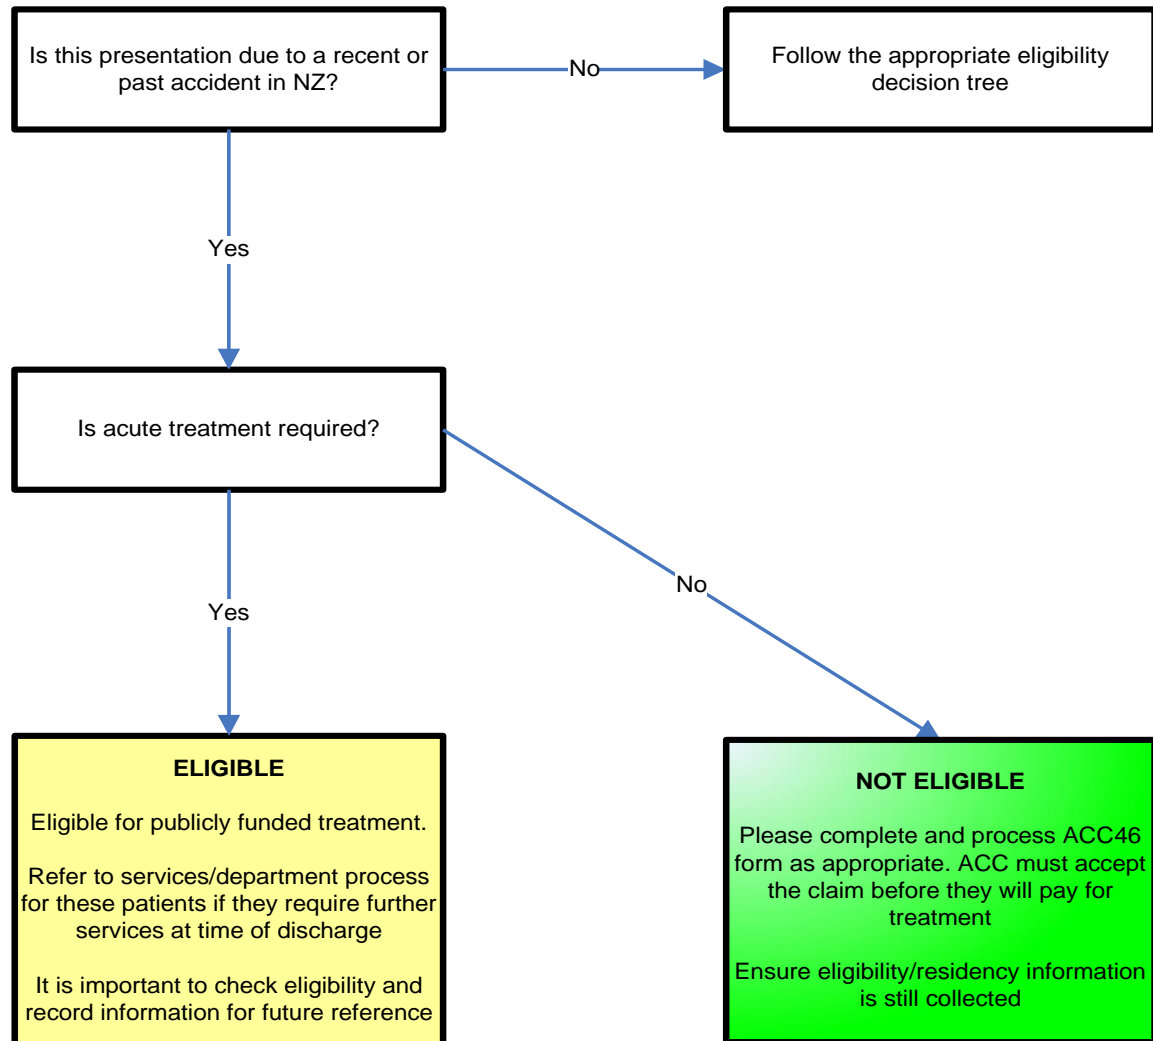 Is this presentation due to a recent or
past accident in NZ?
No
Follow the appropriate eligibility
decision tree
Yes
Is acute treatment required?
No
Yes
ELIGIBLE
Eligible for publicly funded treatment.
Refer to services/department process
for these patients if they require further
services at time of discharge
It is important to check eligibility and
record information for future reference
NOT ELIGIBLE
Please complete and process ACC46
form as appropriate. ACC must accept
the claim before they will pay for
treatment
Ensure eligibility/residency information
is still collected